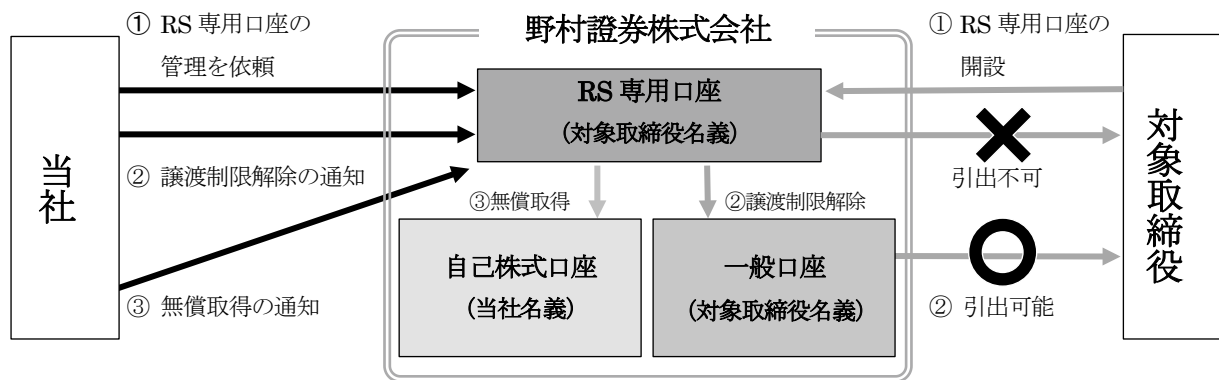 ① RS 専用口座の
管理を依頼
野村證券株式会社
① RS 専用口座の
開設
RS 専用口座
(対象取締役名義)
当社
対象取締役
② 譲渡制限解除の通知
引出不可
③無償取得
②譲渡制限解除
自己株式口座
(当社名義)
一般口座
(対象取締役名義)
③ 無償取得の通知
② 引出可能